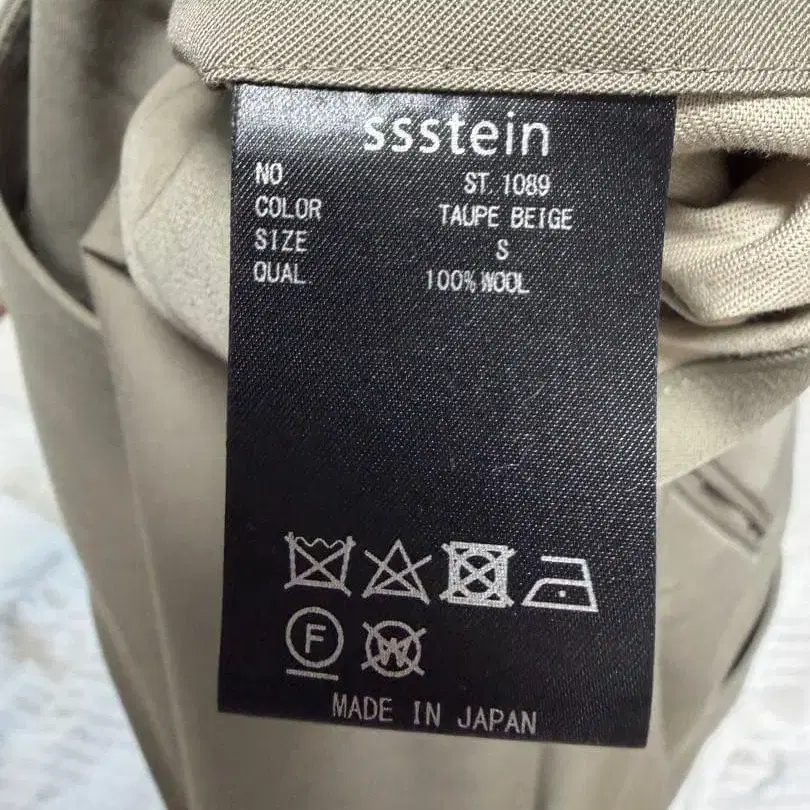 ssstein
NO. ST.1089
COLOR TAUPE BEIGE
SIZE S
QUAL. 100% WOOL
F
W
MADE IN JAPAN